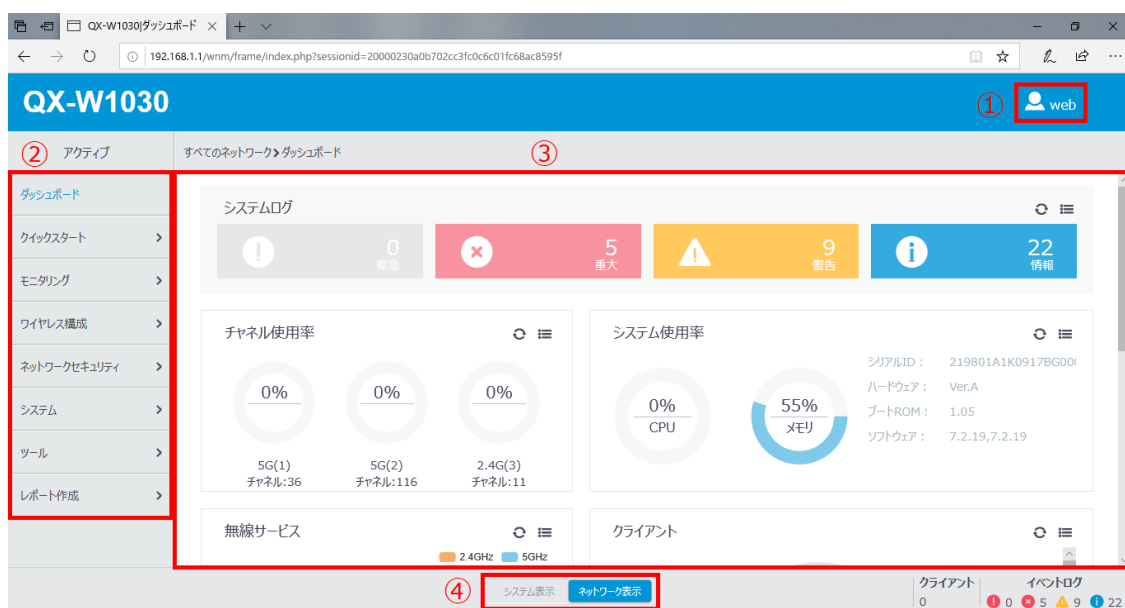 QX-W1030|ダッシュボード
192.168.1.1/wnm/frame/index.php?sessionid=20000230a0b702cc3fc0c6c01fc68ac8595f
QX-W1030
① web
② アクティブ
すべてのネットワーク>ダッシュボード ③
ダッシュボード
クイックスタート
モニタリング
ワイヤレス構成
ネットワークセキュリティ
システム
ツール
レポート作成
システムログ
0
緊急
5
重大
9
警告
22
情報
チャネル使用率
0%
0%
0%
5G(1)
チャネル:36
5G(2)
チャネル:116
2.4G(3)
チャネル:11
システム使用率
0%
CPU
55%
メモリ
シリアルID： 219801A1K0917BG00
ハードウェア： Ver.A
ブートROM： 1.05
ソフトウェア： 7.2.19,7.2.19
無線サービス
2.4GHz 5GHz
クライアント
④ システム表示 ネットワーク表示
クライアント
0
イベントログ
0 5 9 22